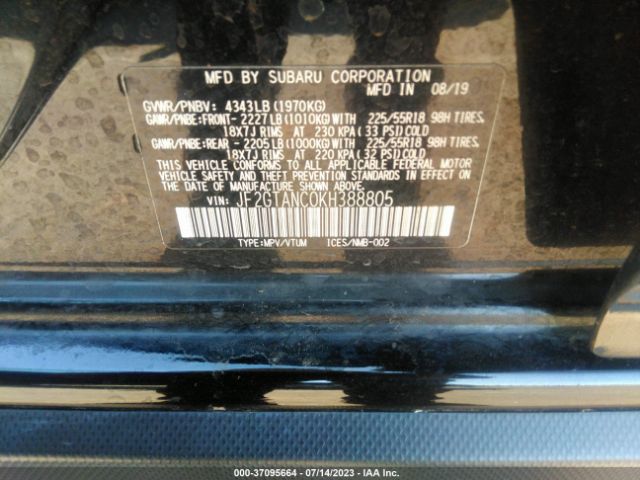 MFD BY SUBARU CORPORATION
MFD IN 08/19
GVWR/PNBV: 4343LB(1970KG)
GAWR/PNBE:FRONT- 2227LB(1010KG)WITH 225/55R18 98H TIRES,
18X7J RIMS AT 230 KPA(33 PSI)COLD
GAWR/PNBE:REAR - 2205LB(1000KG)WITH 225/55R18 98H TIRES,
18X7J RIMS AT 220 KPA(32 PSI)COLD
THIS VEHICLE CONFORMS TO ALL APPLICABLE FEDERAL MOTOR
VEHICLE SAFETY AND THEFT PREVENTION STANDARDS IN EFFECT ON
THE DATE OF MANUFACTURE SHOWN ABOVE.
VIN: JF2GTANC0KH388805
TYPE:MPV/VTUM ICES/NMB-002
000-37095664 - 07/14/2023 - IAA Inc.